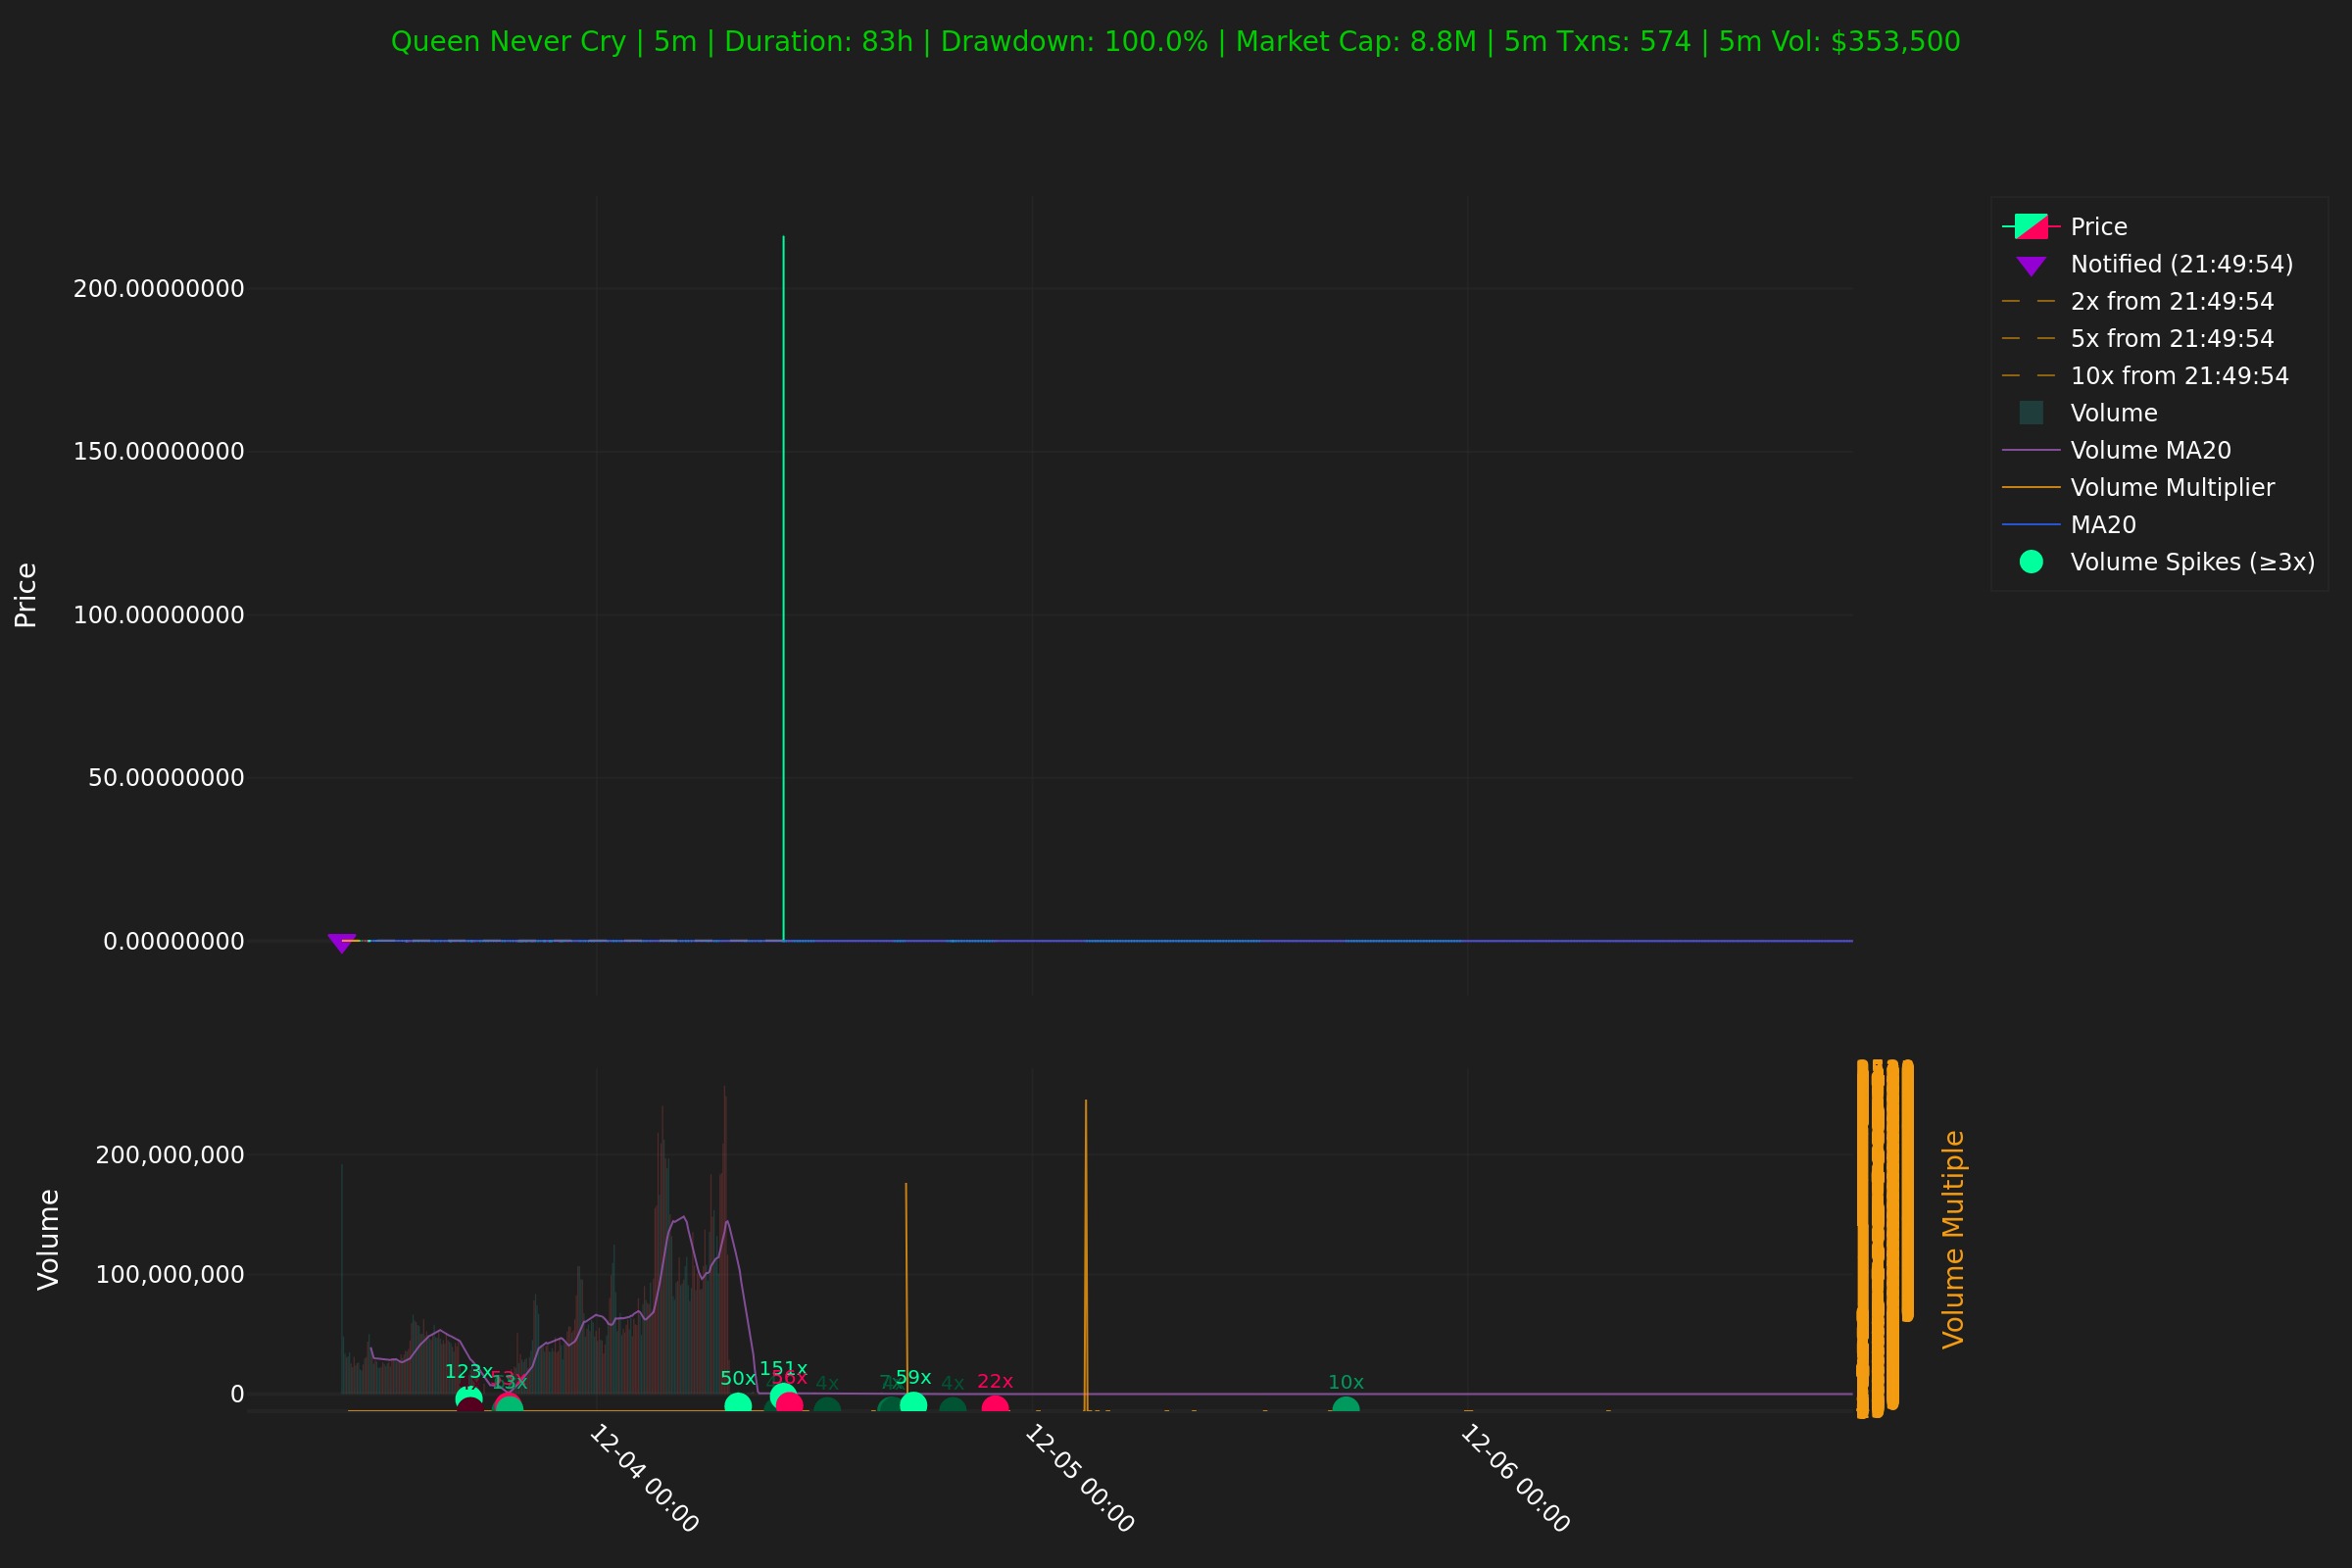 Queen Never Cry | 5m | Duration: 83h | Drawdown: 100.0% | Market Cap: 8.8M | 5m Txns: 574 | 5m Vol: $353,500
Price
200.00000000
150.00000000
100.00000000
50.00000000
0.00000000
Price
Notified (21:49:54)
2x from 21:49:54
5x from 21:49:54
10x from 21:49:54
Volume
Volume MA20
Volume Multiplier
MA20
Volume Spikes (≥3x)
Volume
200,000,000
100,000,000
0
123x
13x
50x
151x
56x
4x
59x
4x
22x
10x
Volume Multiple
12-04 00:00
12-05 00:00
12-06 00:00